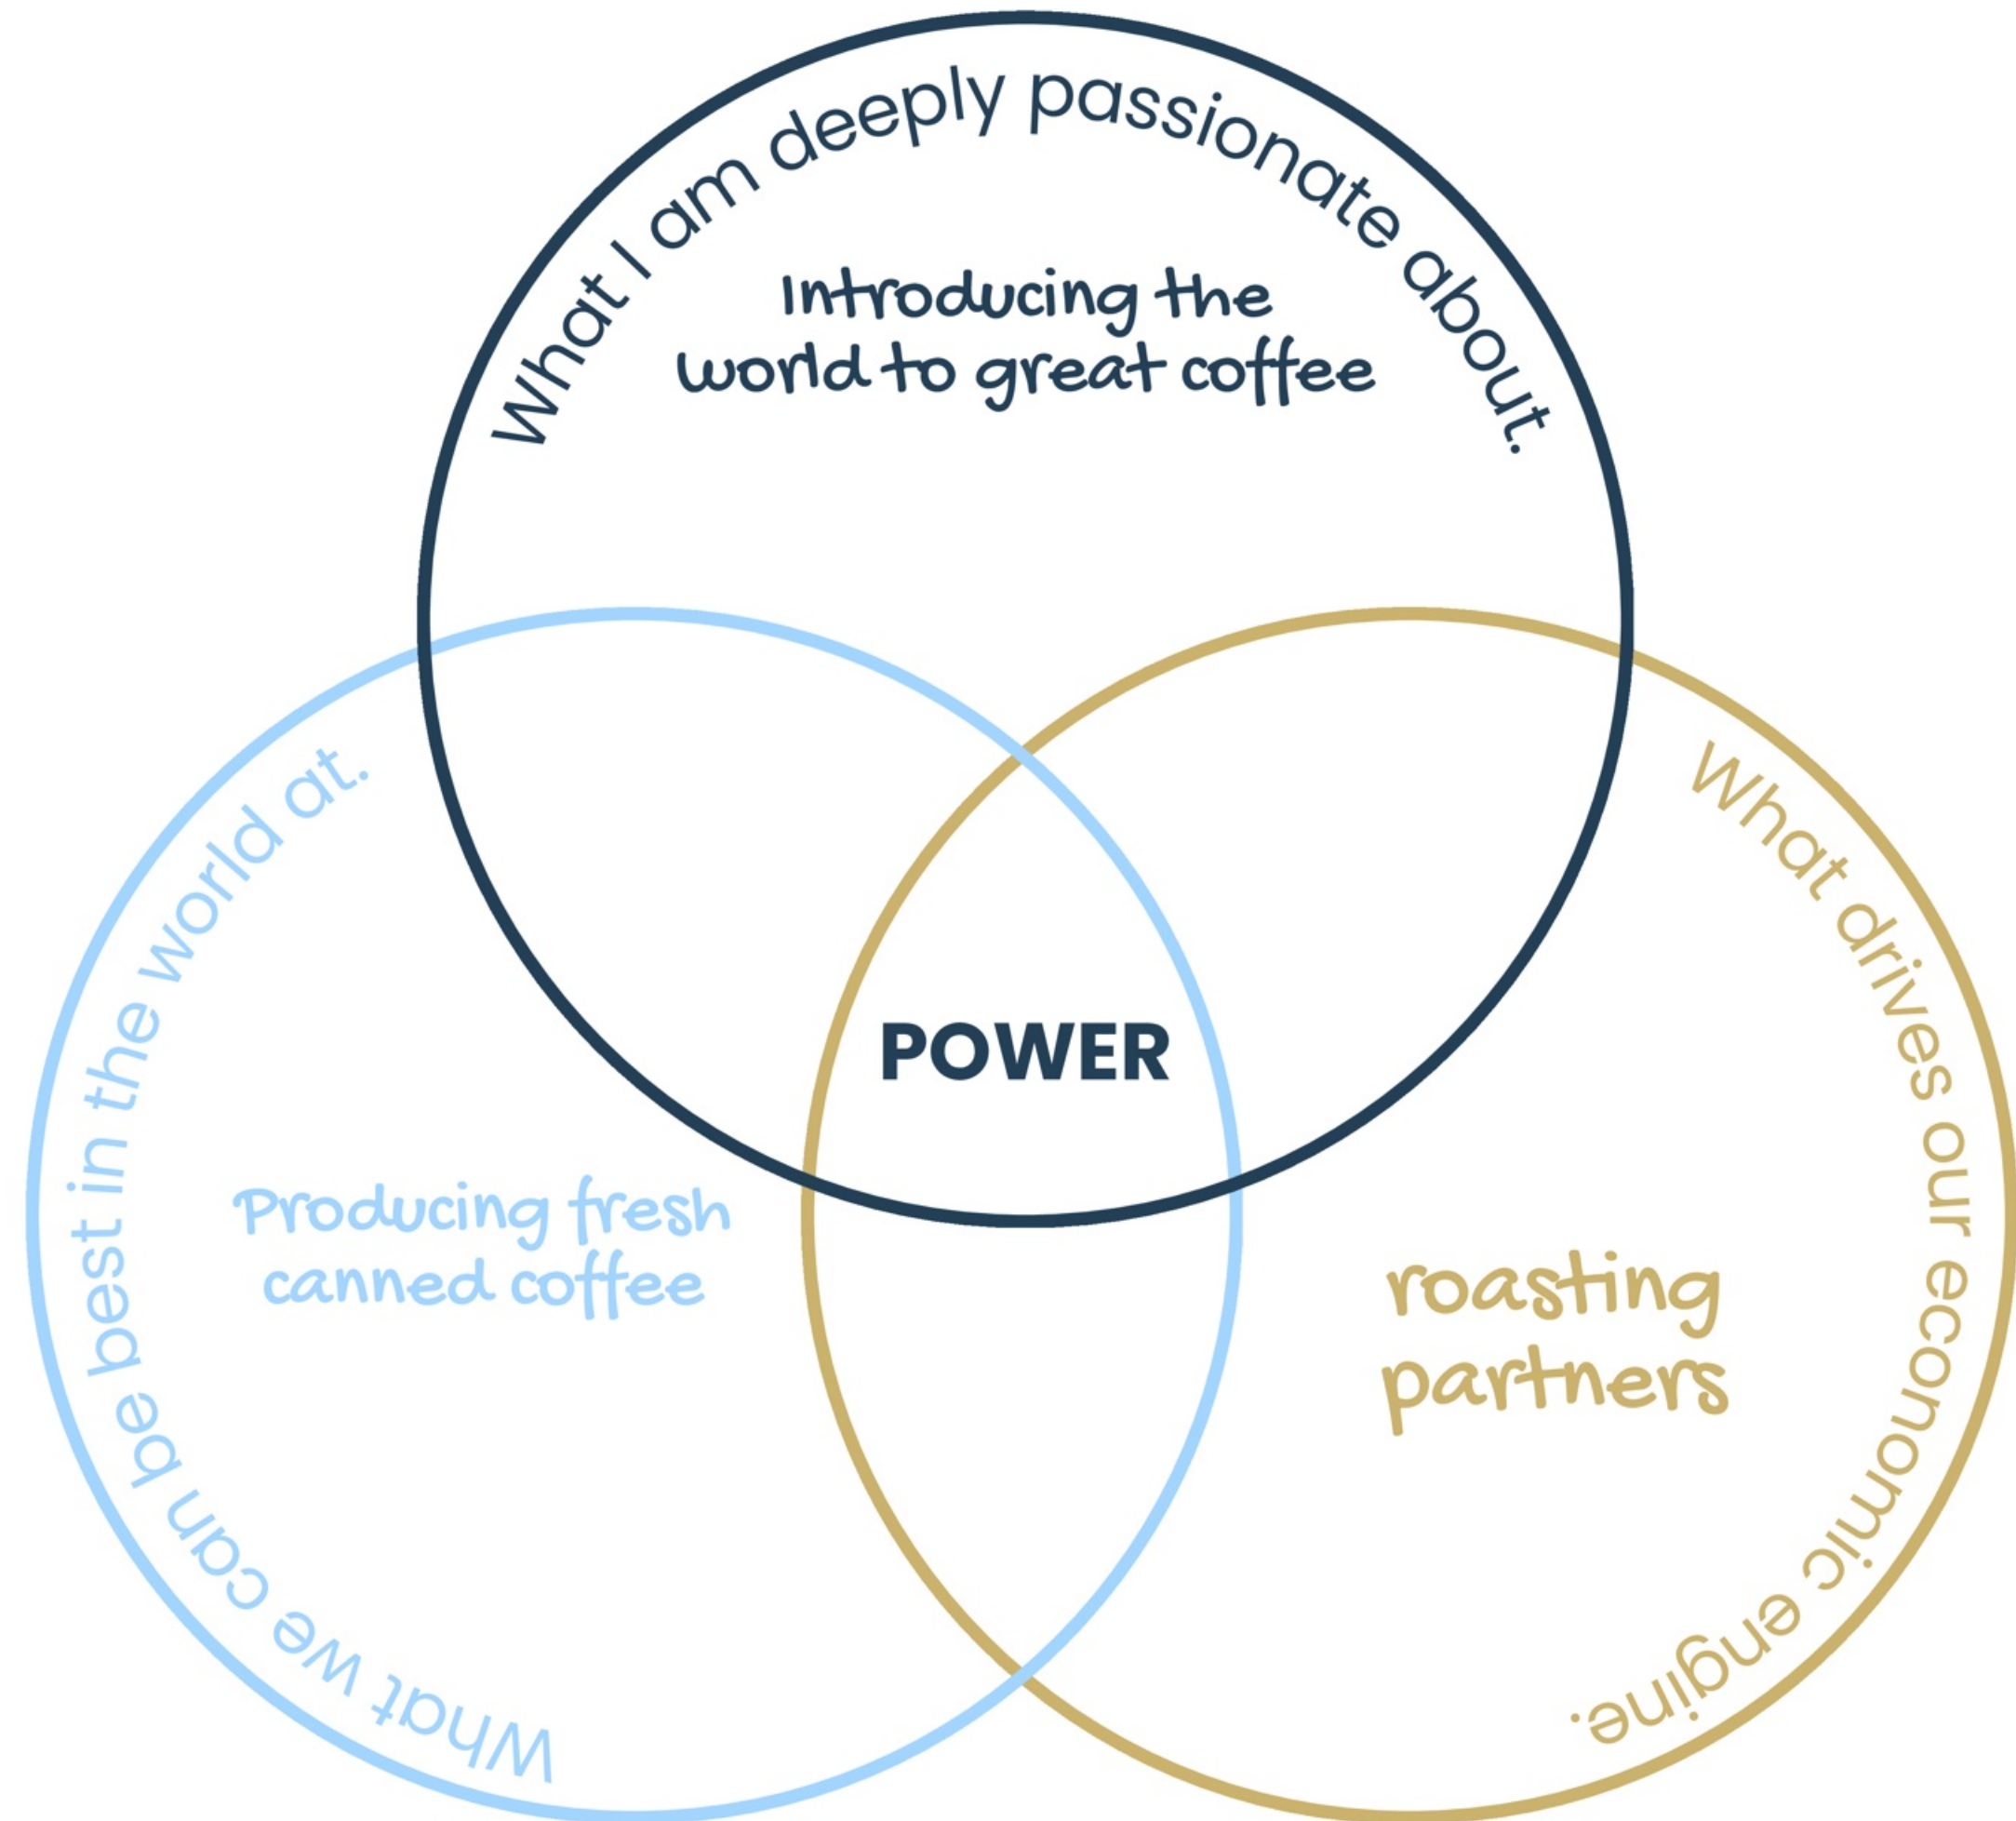 What I am deeply passionate about.
Introducing the
world to great coffee
What we can be best in the world at.
Producing fresh
canned coffee
POWER
What drives our economic engine.
roasting
partners